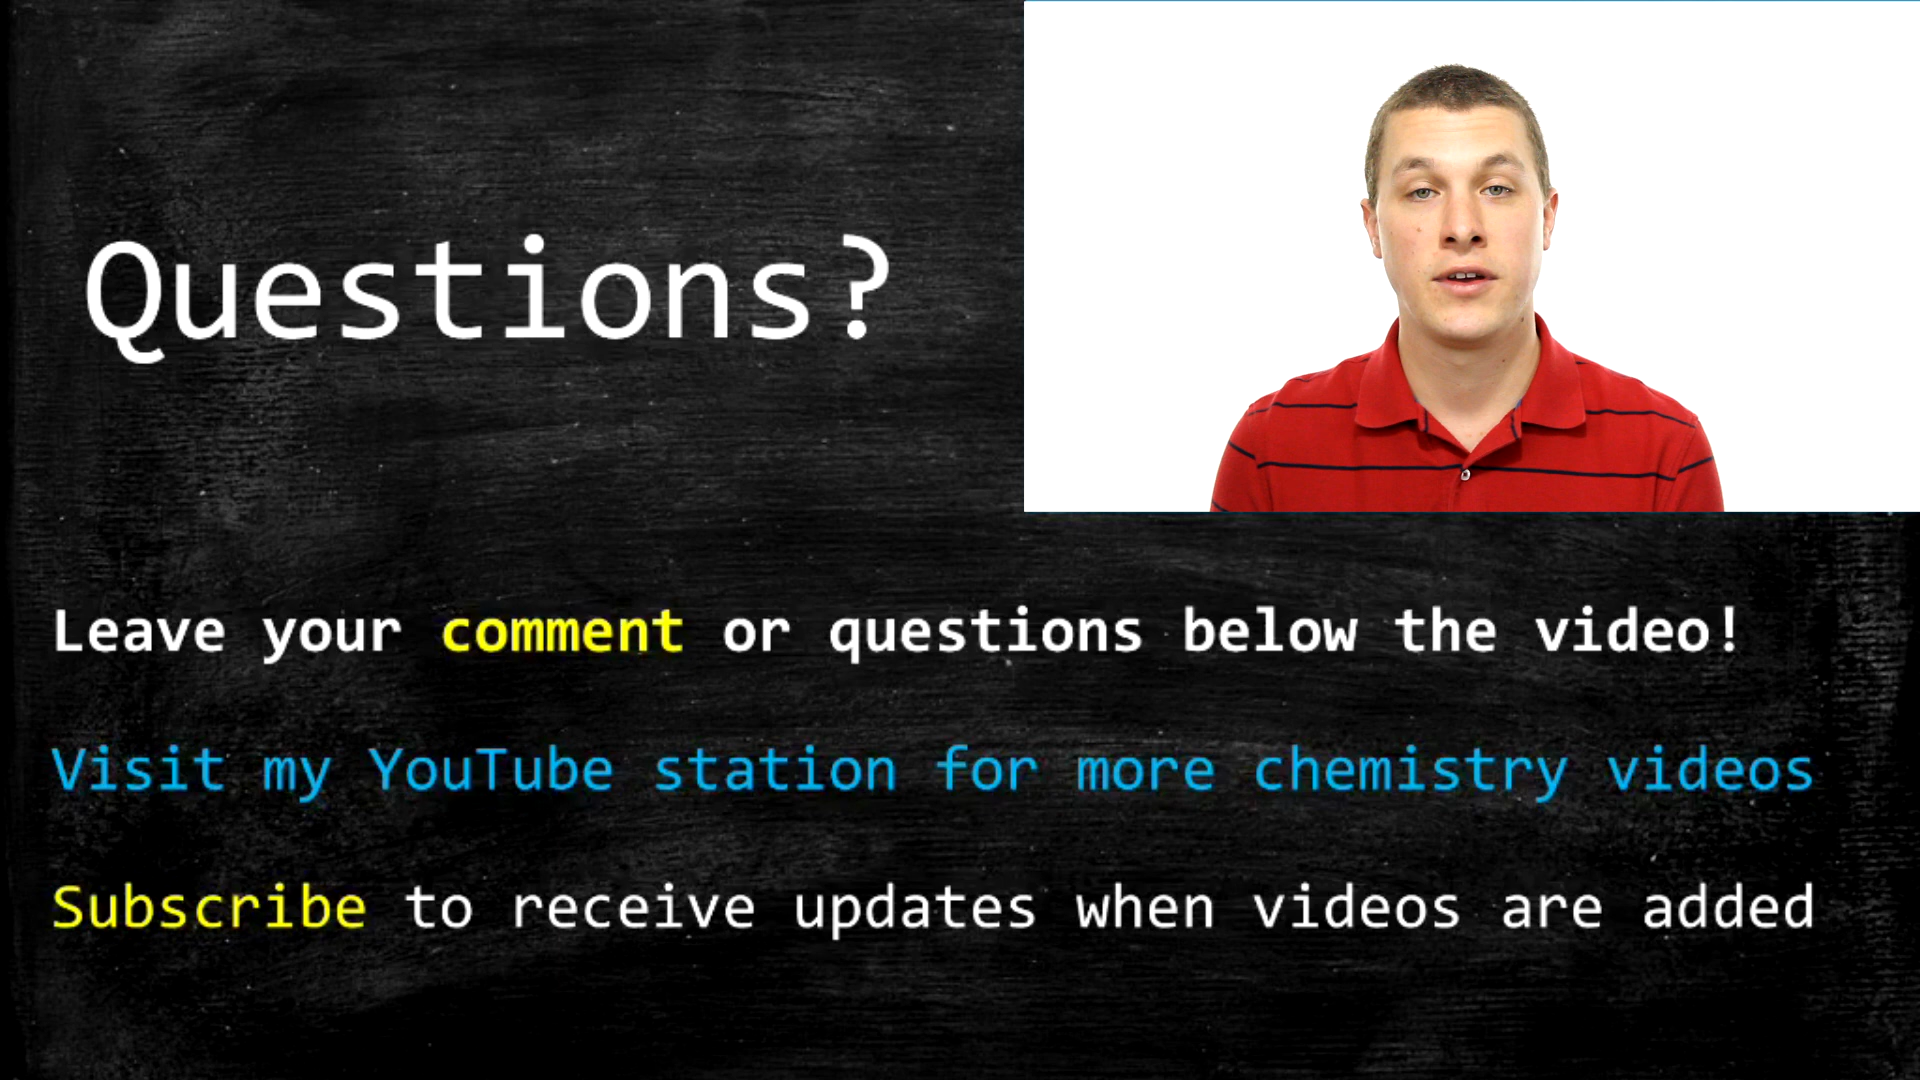 Questions?
Leave your comment or questions below the video!
Visit my YouTube station for more chemistry videos
Subscribe to receive updates when videos are added